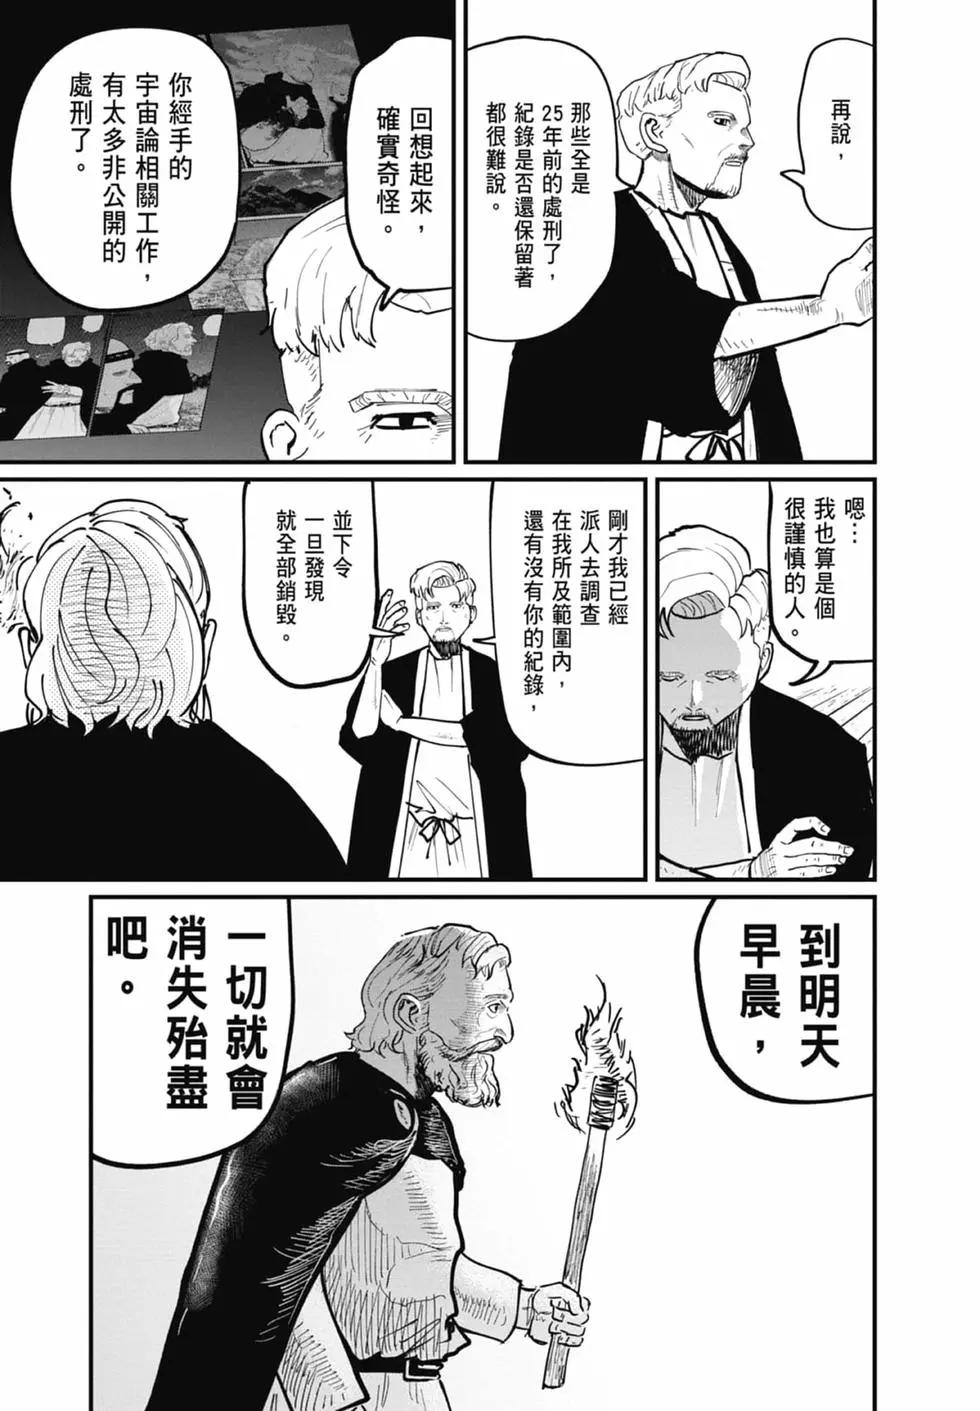 再說，
那些全是
25年前的處刑了，
紀錄是否還保留著
都很難說。
回想起來，
確實奇怪。
你經手的
宇宙論相關工作，
有太多非公開的
處刑了。
嗯…
我也算是個
很謹慎的人。
剛才我已經
派人去調查
在我所及範圍內，
還有沒有你的紀錄，
並下令
一旦發現
就全部銷毀。
到明天
早晨，
一切就會
消失殆盡
吧。